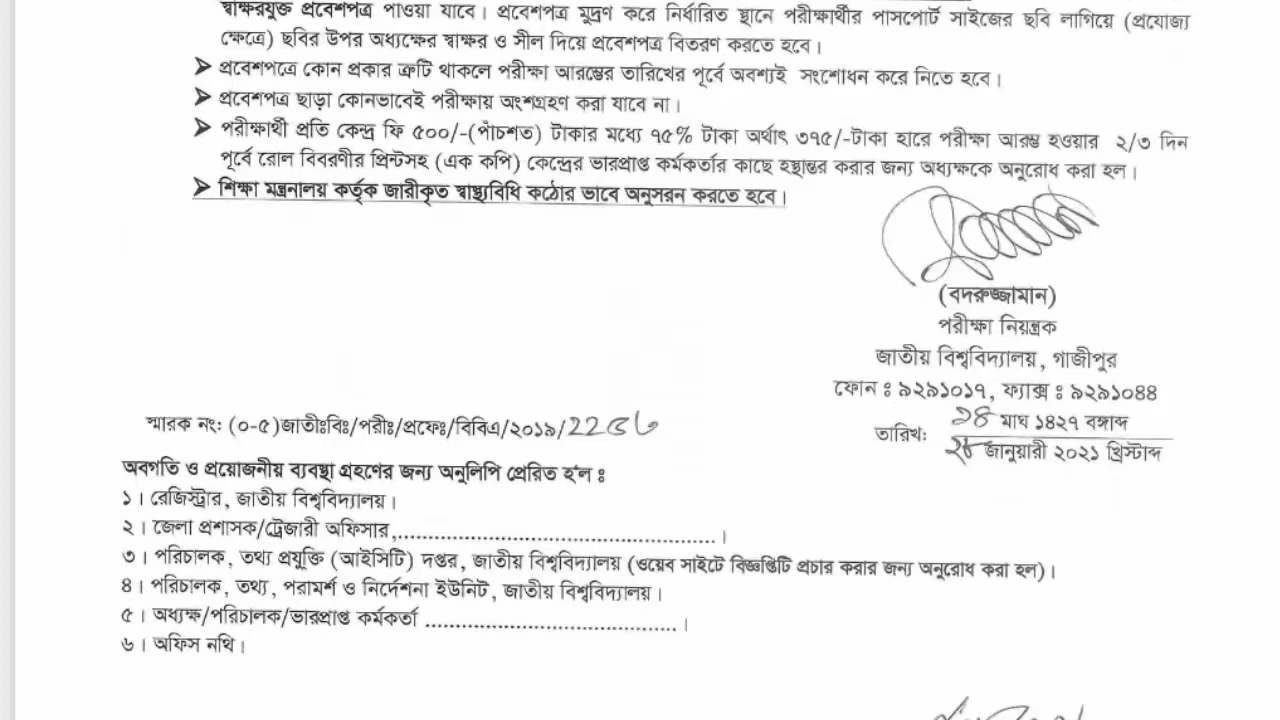 স্বাক্ষরযুক্ত প্রবেশপত্র পাওয়া যাবে। প্রবেশপত্র মুদ্রণ করে নির্ধারিত স্থানে পরীক্ষার্থীর পাসপোর্ট সাইজের ছবি লাগিয়ে (প্রযোজ্য
ক্ষেত্রে) ছবির উপর অধ্যক্ষের স্বাক্ষর ও সীল দিয়ে প্রবেশপত্র বিতরণ করতে হবে।
➤ প্রবেশপত্রে কোন প্রকার ত্রুটি থাকলে পরীক্ষা আরম্ভের তারিখের পূর্বে অবশ্যই সংশোধন করে নিতে হবে।
➤ প্রবেশপত্র ছাড়া কোনভাবেই পরীক্ষায় অংশগ্রহণ করা যাবে না।
➤ পরীক্ষার্থী প্রতি কেন্দ্র ফি ৫০০/-(পাঁচশত) টাকার মধ্যে ৭৫% টাকা অর্থাৎ ৩৭৫/-টাকা হারে পরীক্ষা আরম্ভ হওয়ার ২/৩ দিন
পূর্বে রোল বিবরণীর প্রিন্টসহ (এক কপি) কেন্দ্রের ভারপ্রাপ্ত কর্মকর্তার কাছে হস্তান্তর করার জন্য অধ্যক্ষকে অনুরোধ করা হল।
➤ শিক্ষা মন্ত্রনালয় কর্তৃক জারীকৃত স্বাস্থ্যবিধি কঠোর ভাবে অনুসরন করতে হবে।
(বদরুজ্জামান)
পরীক্ষা নিয়ন্ত্রক
জাতীয় বিশ্ববিদ্যালয়, গাজীপুর
ফোন ঃ ৯২৯১০১৭, ফ্যাক্স ঃ ৯২৯১০৪৪
স্মারক নং: (০-৫)জাতীঃবিঃ/পরীঃ/প্রফেঃ/বিবিএ/২০১৯/
তারিখ: ১৪ মাঘ ১৪২৭ বঙ্গাব্দ
২৮ জানুয়ারী ২০২১ খ্রিস্টাব্দ
অবগতি ও প্রয়োজনীয় ব্যবস্থা গ্রহণের জন্য অনুলিপি প্রেরিত হ'ল ঃ
১। রেজিস্ট্রার, জাতীয় বিশ্ববিদ্যালয়।
২। জেলা প্রশাসক/ট্রেজারী অফিসার,.....................................................।
৩। পরিচালক, তথ্য প্রযুক্তি (আইসিটি) দপ্তর, জাতীয় বিশ্ববিদ্যালয় (ওয়েব সাইটে বিজ্ঞপ্তিটি প্রচার করার জন্য অনুরোধ করা হল)।
৪। পরিচালক, তথ্য, পরামর্শ ও নির্দেশনা ইউনিট, জাতীয় বিশ্ববিদ্যালয়।
৫। অধ্যক্ষ/পরিচালক/ভারপ্রাপ্ত কর্মকর্তা ..........................................।
৬। অফিস নথি।